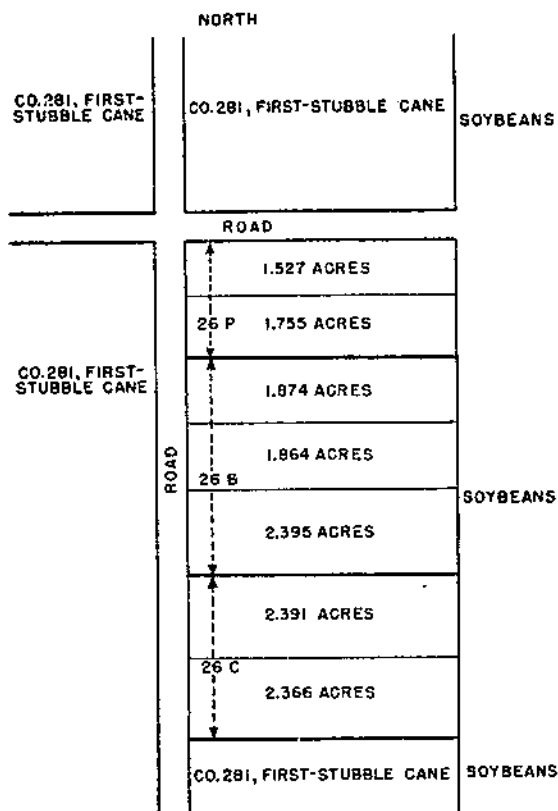 NORTH
CO.281, FIRST-
STUBBLE CANE
CO.281, FIRST-STUBBLE CANE
SOYBEANS
ROAD
1.527 ACRES
26 P
1.755 ACRES
CO.281, FIRST-
STUBBLE CANE
1.874 ACRES
1.864 ACRES
ROAD
26 B
SOYBEANS
2.395 ACRES
2.391 ACRES
26 C
2.366 ACRES
CO.281, FIRST-STUBBLE CANE
SOYBEANS